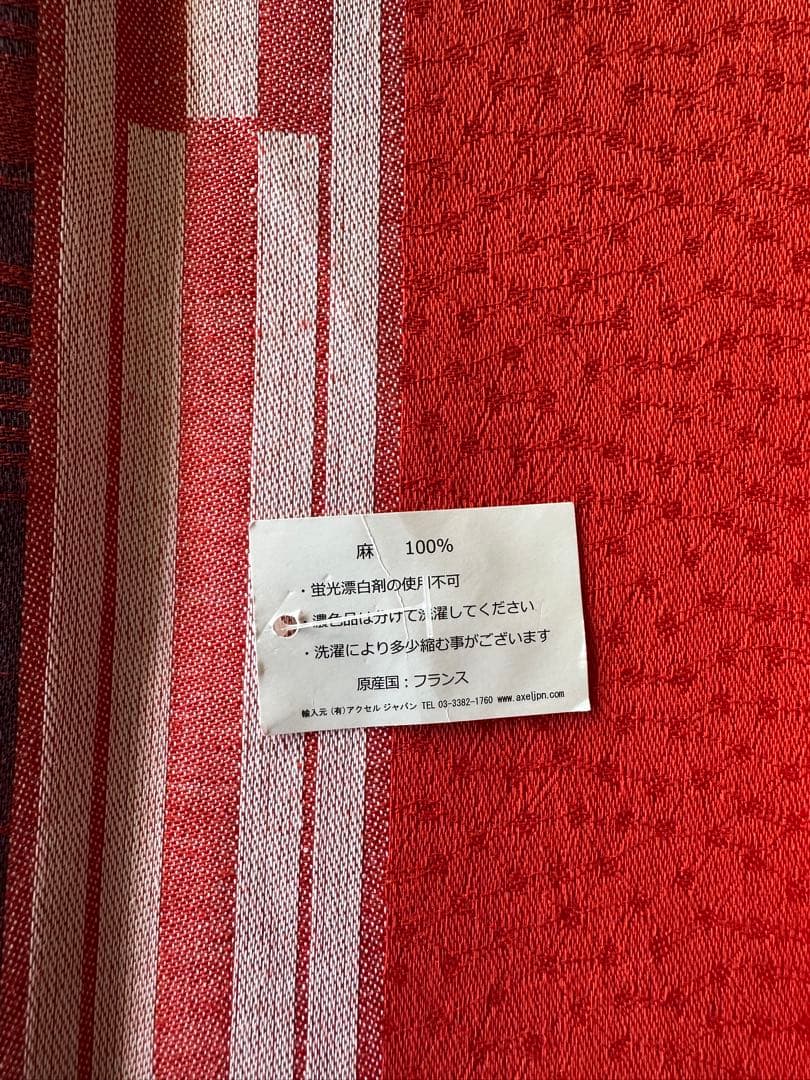 麻 100%
・蛍光漂白剤の使用不可
・濃色品は分けて洗濯してください
・洗濯により多少縮む事がございます
原産国：フランス
輸入元 (有)アクセル ジャパン TEL 03-3382-1760 www.axeljpn.com